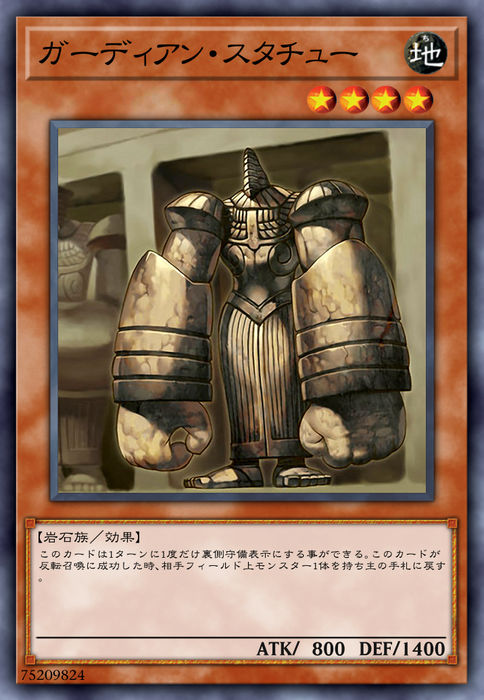 ガーディアン・スタチュー
地
ち
【岩石族／効果】
このカードは1ターンに1度だけ裏側守備表示にする事ができる。このカードが
反転召喚に成功した時、相手フィールド上モンスター1体を持ち主の手札に戻す
。
ATK/ 800 DEF/1400
75209824